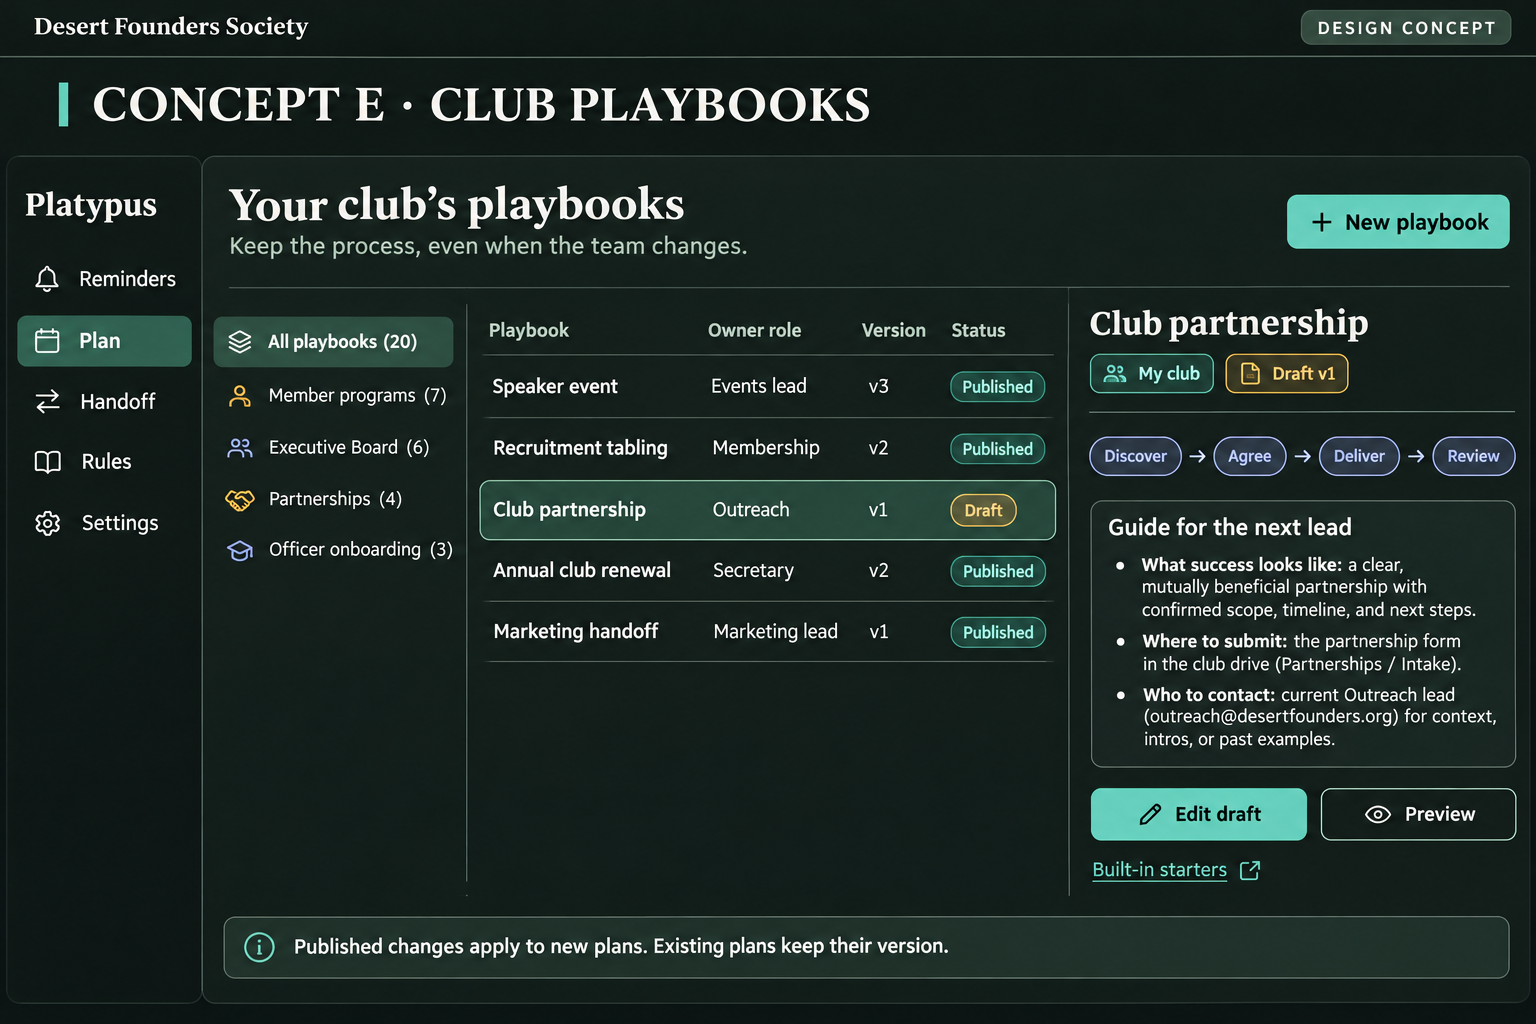 Desert Founders Society
DESIGN CONCEPT
CONCEPT E · CLUB PLAYBOOKS
Platypus
Reminders
Plan
Handoff
Rules
Settings
Your club’s playbooks
Keep the process, even when the team changes.
+ New playbook
All playbooks (20)
Member programs (7)
Executive Board (6)
Partnerships (4)
Officer onboarding (3)
Playbook Owner role Version Status
Speaker event Events lead v3 Published
Recruitment tabling Membership v2 Published
Club partnership Outreach v1 Draft
Annual club renewal Secretary v2 Published
Marketing handoff Marketing lead v1 Published
Club partnership
My club
Draft v1
Discover → Agree → Deliver → Review
Guide for the next lead
• What success looks like: a clear,
mutually beneficial partnership with
confirmed scope, timeline, and next steps.
• Where to submit: the partnership form
in the club drive (Partnerships / Intake).
• Who to contact: current Outreach lead
(outreach@desertfounders.org) for context,
intros, or past examples.
Edit draft
Preview
Built-in starters
Published changes apply to new plans. Existing plans keep their version.